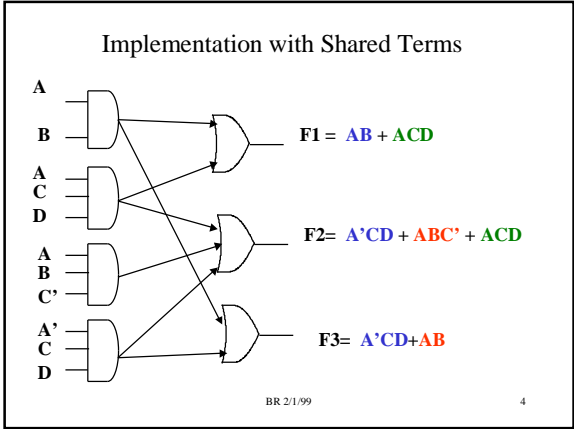 Implementation with Shared Terms
A
B
F1 = AB + ACD
A
C
D
F2= A’CD + ABC’ + ACD
A
B
C’
A’
C
D
F3= A’CD+AB
BR 2/1/99 4